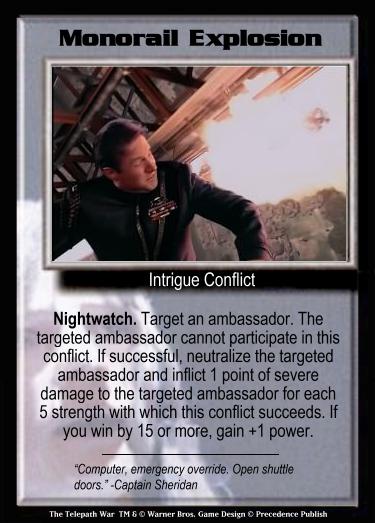 Monorail Explosion
Intrigue Conflict
Nightwatch. Target an ambassador. The
targeted ambassador cannot participate in this
conflict. If successful, neutralize the targeted
ambassador and inflict 1 point of severe
damage to the targeted ambassador for each
5 strength with which this conflict succeeds. If
you win by 15 or more, gain +1 power.
"Computer, emergency override. Open shuttle
doors." -Captain Sheridan
The Telepath War TM & © Warner Bros. Game Design © Precedence Publish